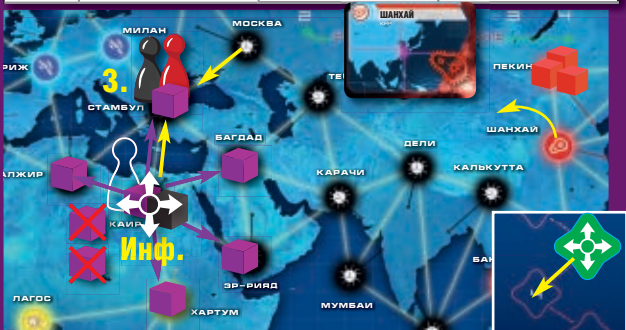 МОСКВА
ШАНХАЙ
МИЛАН
РИЖ
ПЕКИН
3.
ТЕ
СТАМБУЛ
ШАНХАЙ
БАГДАД
ДЕЛИ
АЛЖИР
КАРАЧИ
КАЛЬКУТТА
КАИР
Инф.
БАН
ЭР-РИЯД
ЛАГОС
ХАРТУМ
МУМБАИ